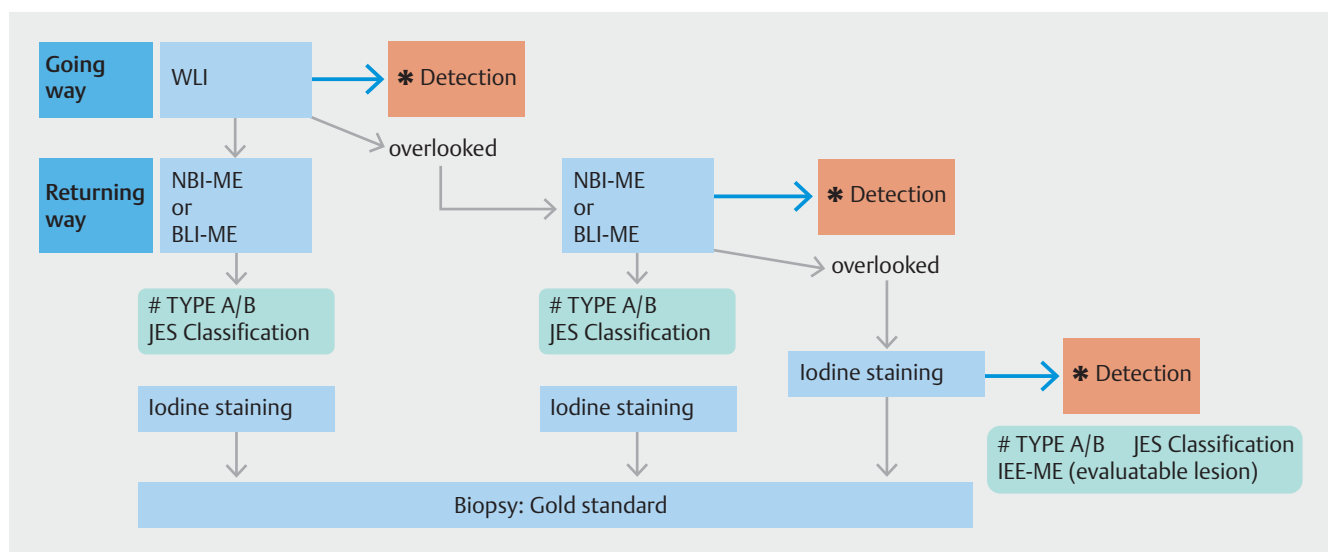 Going
way
WLI
✱ Detection
overlooked
Returning
way
NBI-ME
or
BLI-ME
NBI-ME
or
BLI-ME
✱ Detection
overlooked
# TYPE A/B
JES Classification
# TYPE A/B
JES Classification
Iodine staining
✱ Detection
Iodine staining
Iodine staining
# TYPE A/B JES Classification
IEE-ME (evaluatable lesion)
Biopsy: Gold standard